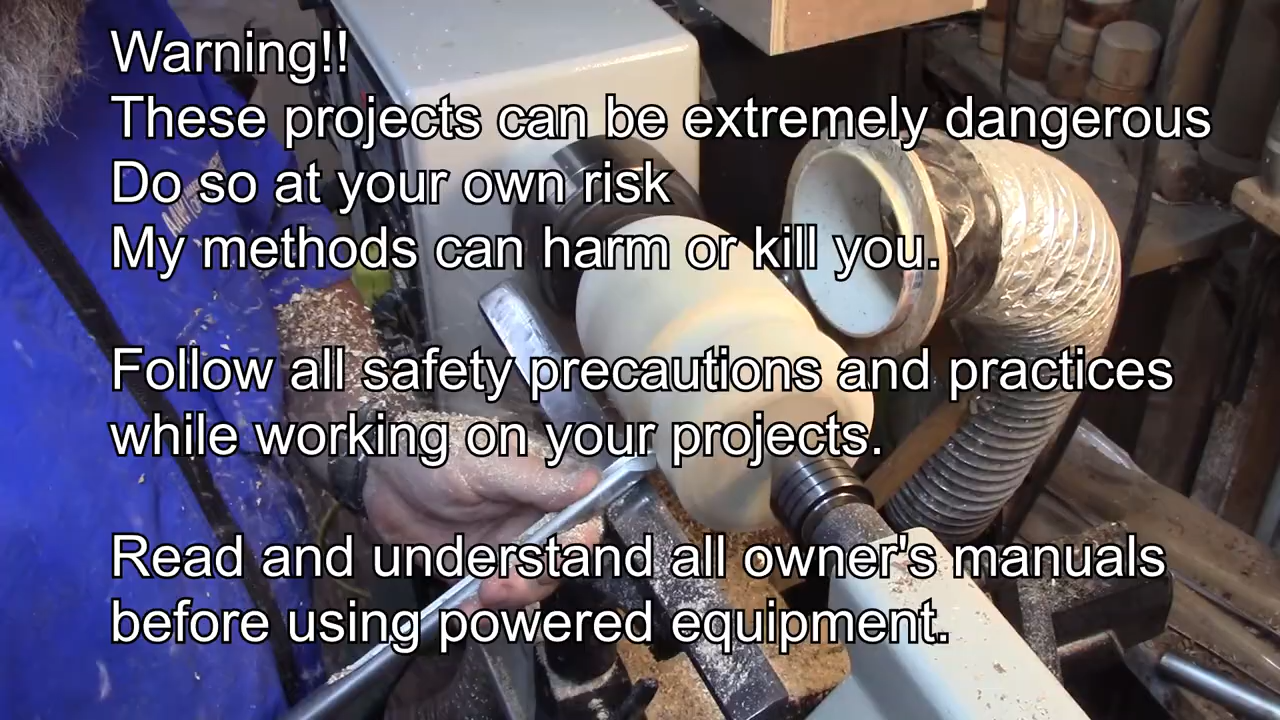 Warning!!
These projects can be extremely dangerous
Do so at your own risk
My methods can harm or kill you.
Follow all safety precautions and practices
while working on your projects.
Read and understand all owner's manuals
before using powered equipment.